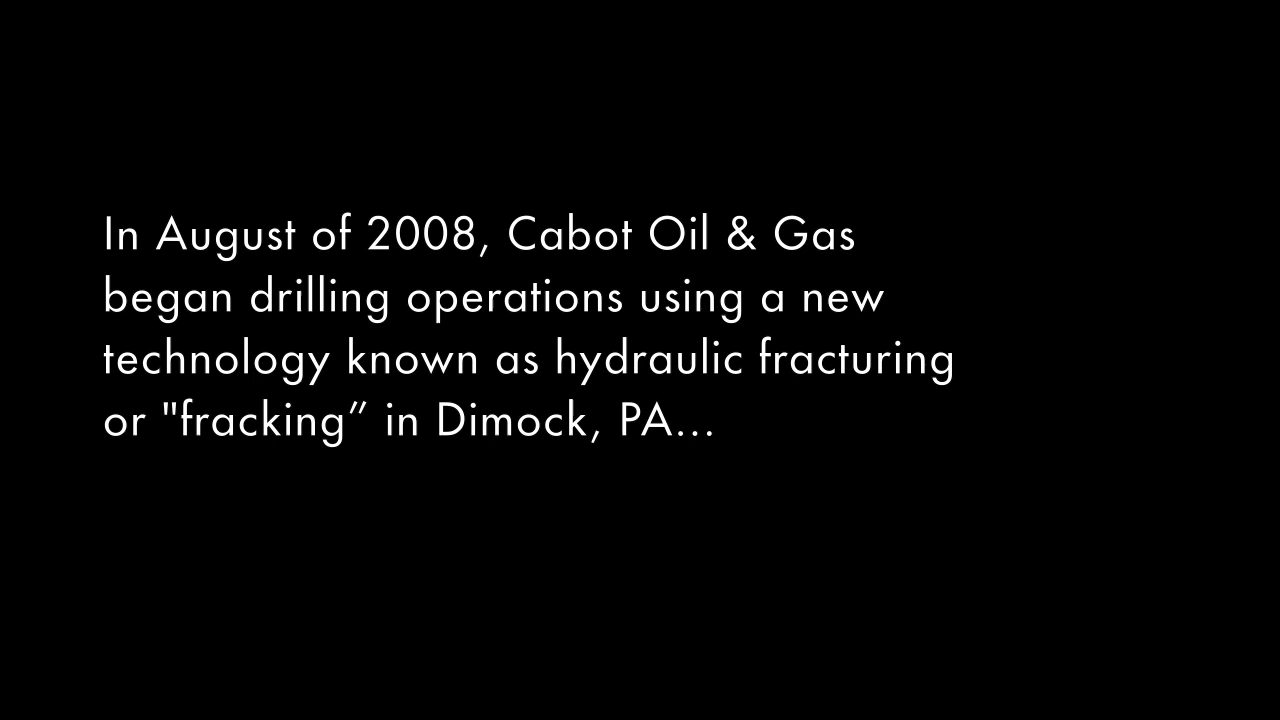 In August of 2008, Cabot Oil & Gas
began drilling operations using a new
technology known as hydraulic fracturing
or "fracking” in Dimock, PA...